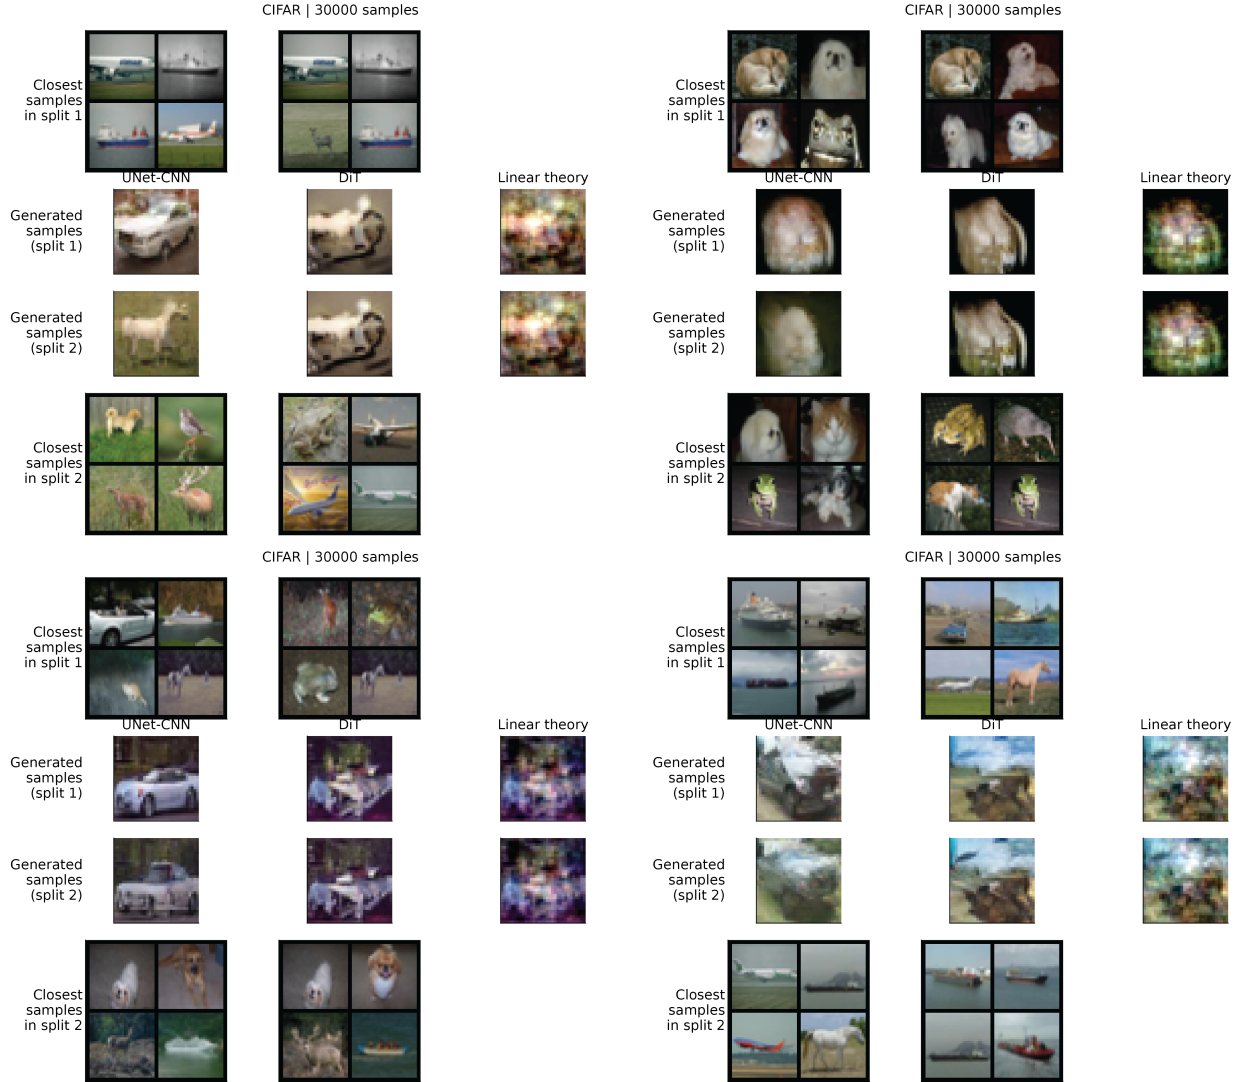 CIFAR | 30000 samples
Closest
samples
in split 1
UNet-CNN
DiT
Linear theory
Generated
samples
(split 1)
Generated
samples
(split 2)
Closest
samples
in split 2
CIFAR | 30000 samples
Closest
samples
in split 1
UNet-CNN
DiT
Linear theory
Generated
samples
(split 1)
Generated
samples
(split 2)
Closest
samples
in split 2
CIFAR | 30000 samples
Closest
samples
in split 1
UNet-CNN
DiT
Linear theory
Generated
samples
(split 1)
Generated
samples
(split 2)
Closest
samples
in split 2
CIFAR | 30000 samples
Closest
samples
in split 1
UNet-CNN
DiT
Linear theory
Generated
samples
(split 1)
Generated
samples
(split 2)
Closest
samples
in split 2